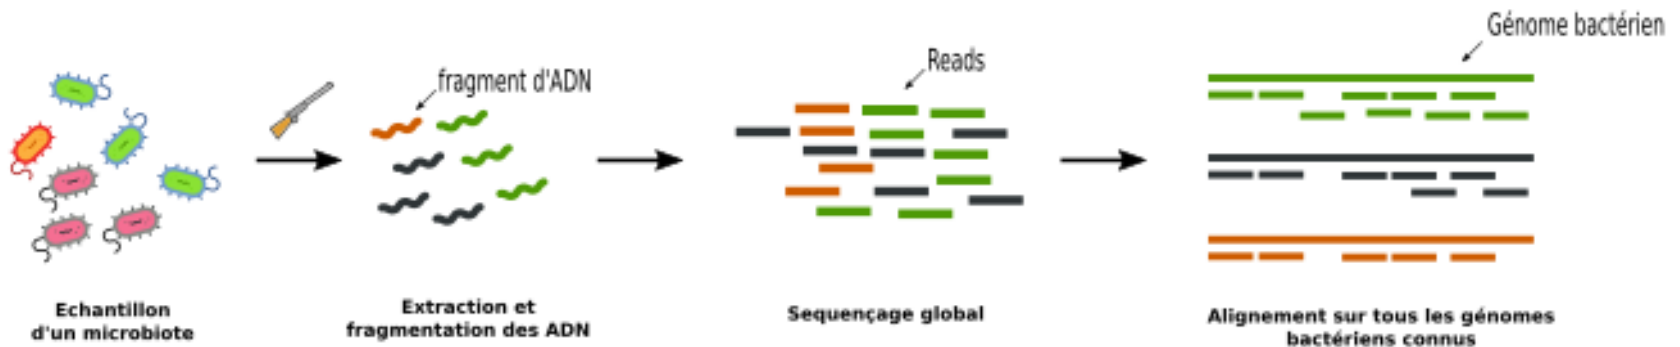 Génome bactérien
Reads
fragment d'ADN
Echantillon
d'un microbiote
Extraction et
fragmentation des ADN
Sequençage global
Alignement sur tous les génomes
bactériens connus